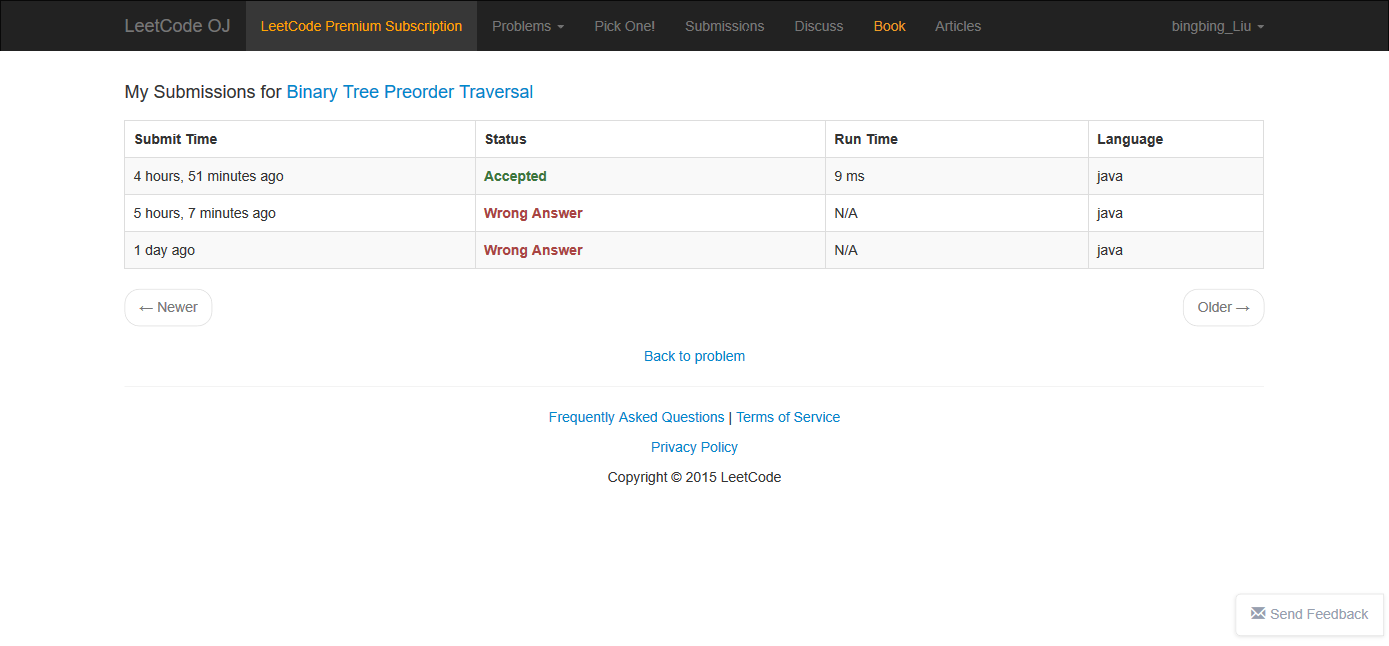 LeetCode OJ LeetCode Premium Subscription Problems Pick One! Submissions Discuss Book Articles bingbing_Liu
My Submissions for Binary Tree Preorder Traversal
Submit Time Status Run Time Language
4 hours, 51 minutes ago Accepted 9 ms java
5 hours, 7 minutes ago Wrong Answer N/A java
1 day ago Wrong Answer N/A java
← Newer Older →
Back to problem
Frequently Asked Questions | Terms of Service
Privacy Policy
Copyright © 2015 LeetCode
Send Feedback